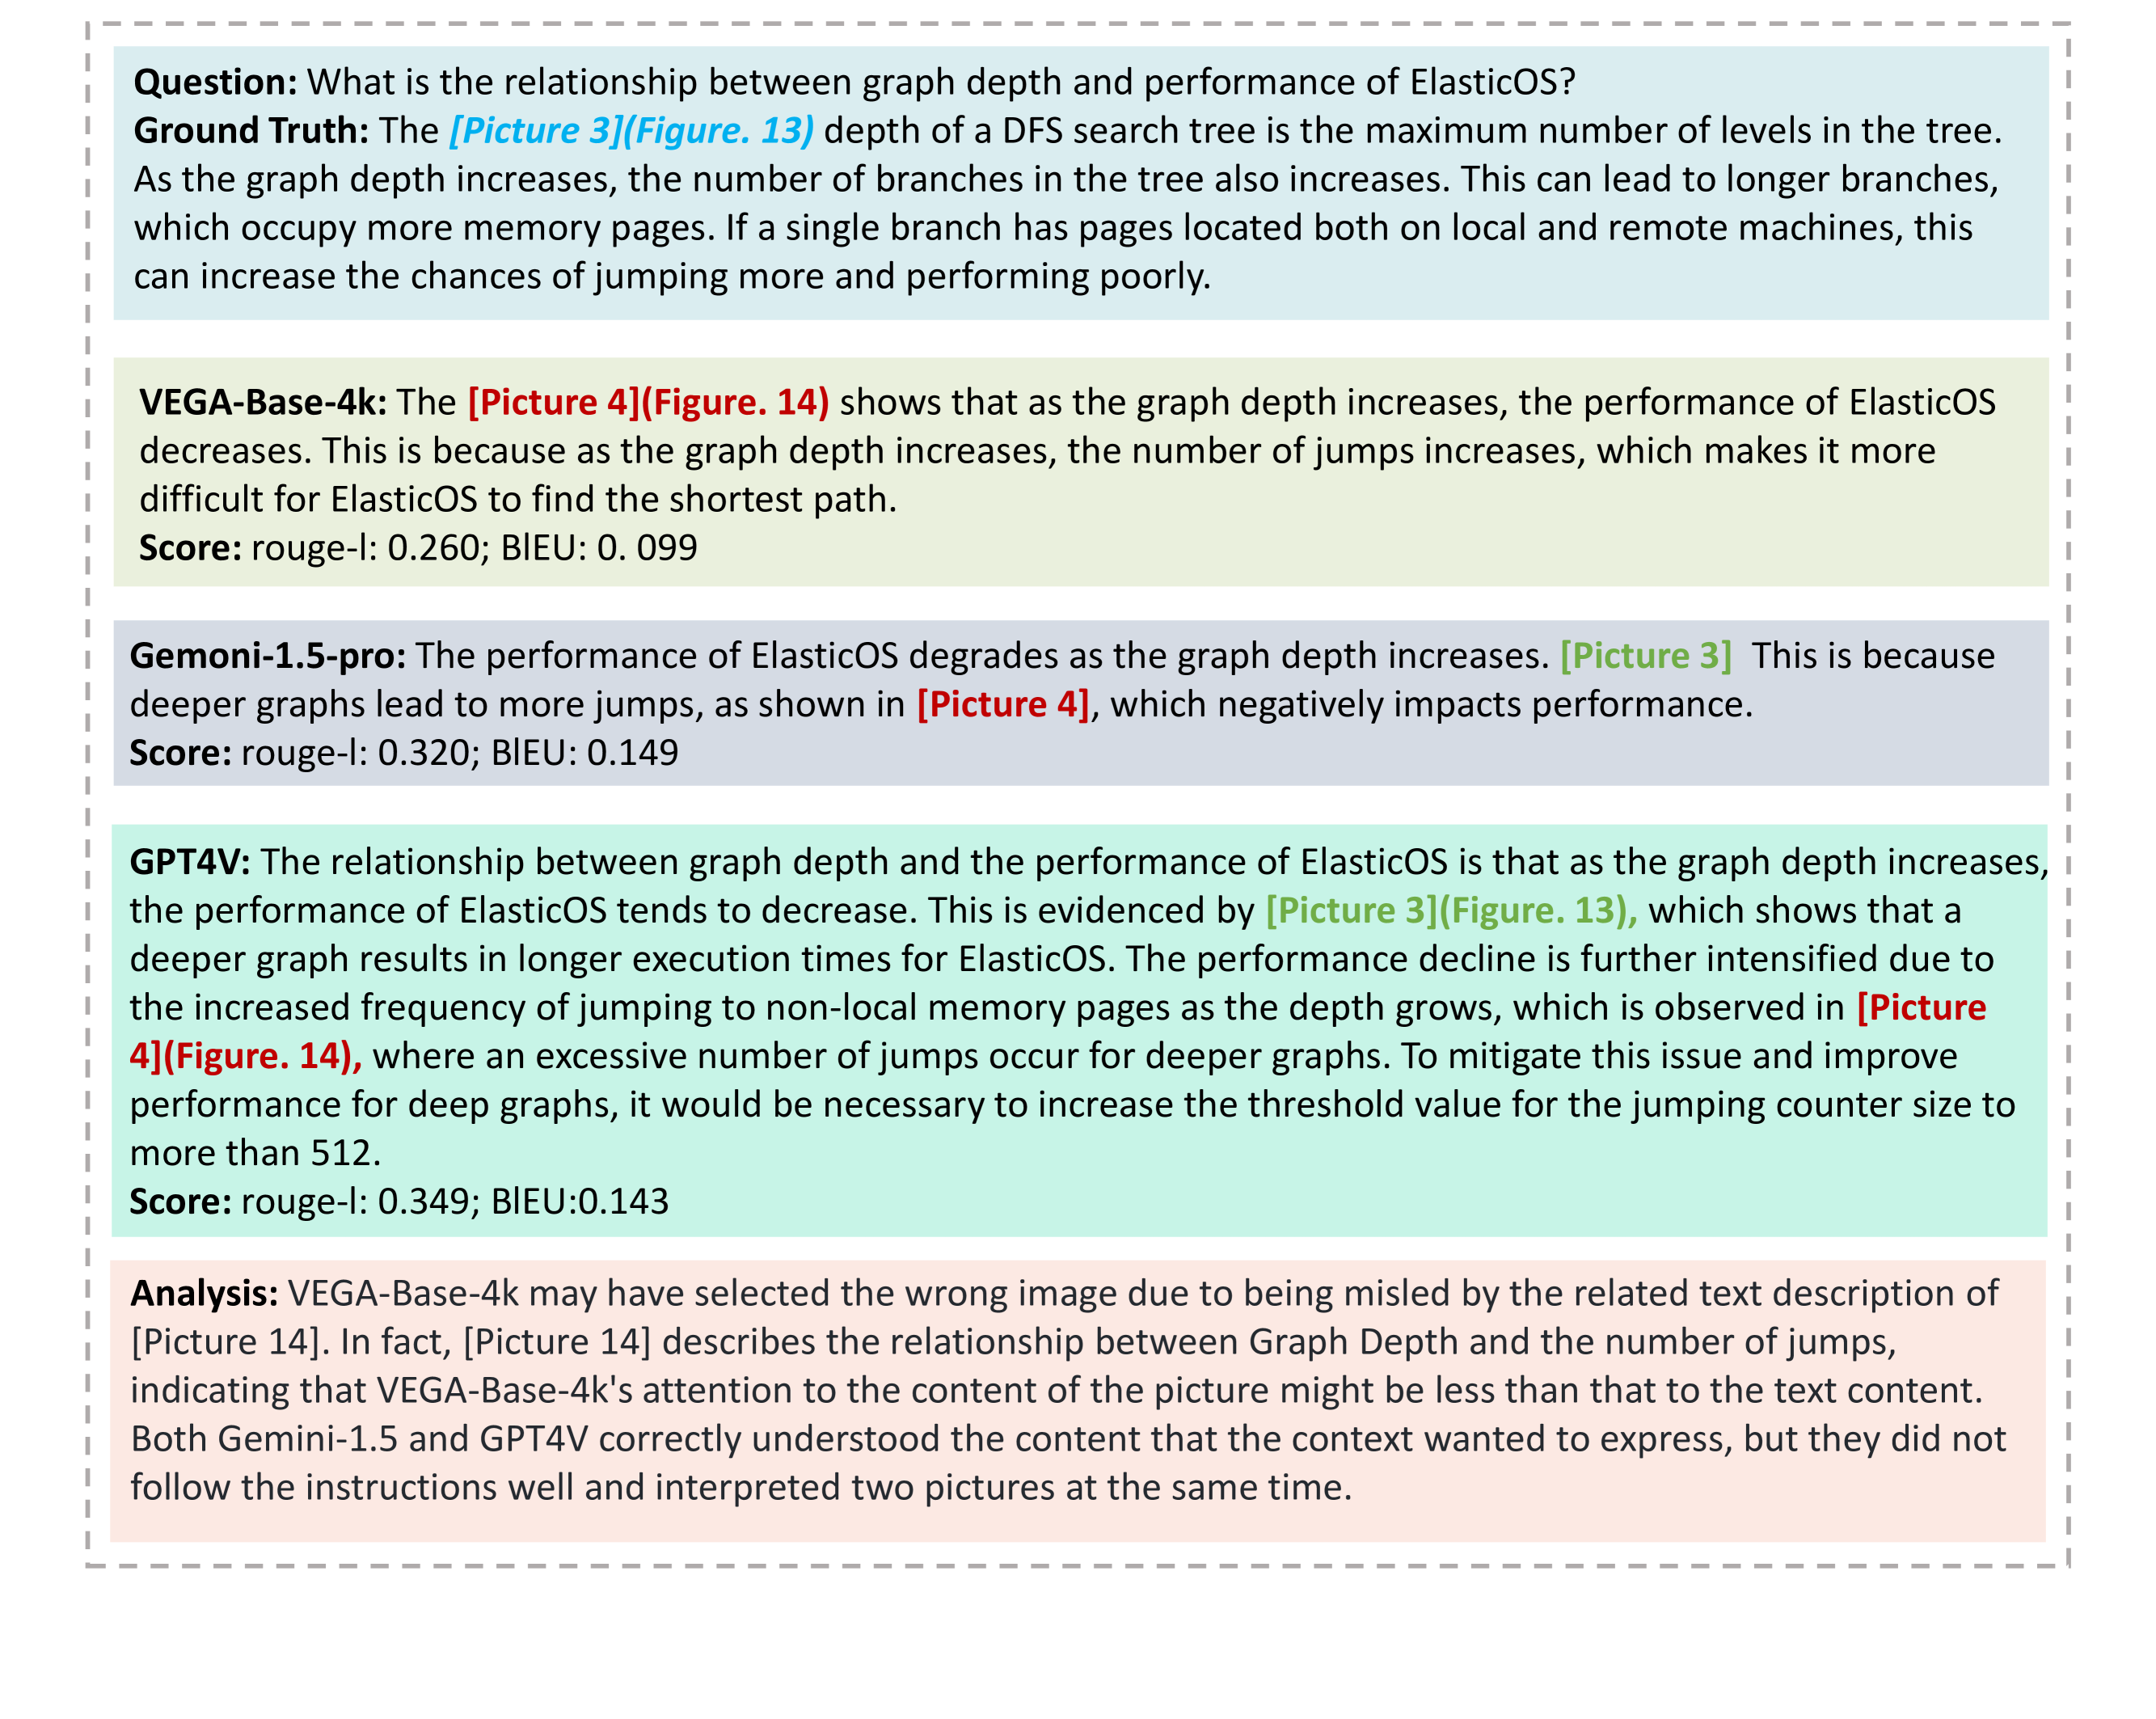 Question: What is the relationship between graph depth and performance of ElasticOS?
Ground Truth: The [Picture 3](Figure. 13) depth of a DFS search tree is the maximum number of levels in the tree.
As the graph depth increases, the number of branches in the tree also increases. This can lead to longer branches,
which occupy more memory pages. If a single branch has pages located both on local and remote machines, this
can increase the chances of jumping more and performing poorly.
VEGA-Base-4k: The [Picture 4](Figure. 14) shows that as the graph depth increases, the performance of ElasticOS
decreases. This is because as the graph depth increases, the number of jumps increases, which makes it more
difficult for ElasticOS to find the shortest path.
Score: rouge-l: 0.260; BlEU: 0. 099
Gemoni-1.5-pro: The performance of ElasticOS degrades as the graph depth increases. [Picture 3]  This is because
deeper graphs lead to more jumps, as shown in [Picture 4], which negatively impacts performance.
Score: rouge-l: 0.320; BlEU: 0.149
GPT4V: The relationship between graph depth and the performance of ElasticOS is that as the graph depth increases,
the performance of ElasticOS tends to decrease. This is evidenced by [Picture 3](Figure. 13), which shows that a
deeper graph results in longer execution times for ElasticOS. The performance decline is further intensified due to
the increased frequency of jumping to non-local memory pages as the depth grows, which is observed in [Picture
4](Figure. 14), where an excessive number of jumps occur for deeper graphs. To mitigate this issue and improve
performance for deep graphs, it would be necessary to increase the threshold value for the jumping counter size to
more than 512.
Score: rouge-l: 0.349; BlEU:0.143
Analysis: VEGA-Base-4k may have selected the wrong image due to being misled by the related text description of
[Picture 14]. In fact, [Picture 14] describes the relationship between Graph Depth and the number of jumps,
indicating that VEGA-Base-4k's attention to the content of the picture might be less than that to the text content.
Both Gemini-1.5 and GPT4V correctly understood the content that the context wanted to express, but they did not
follow the instructions well and interpreted two pictures at the same time.